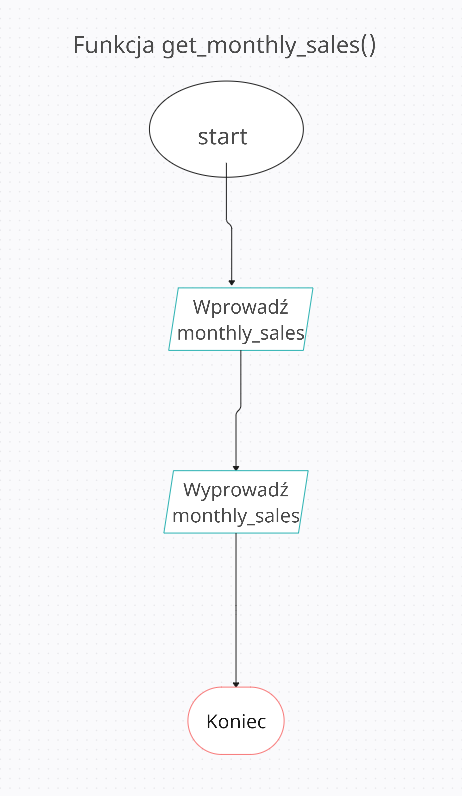 Funkcja get_monthly_sales()
start
Wprowadź
monthly_sales
Wyprowadź
monthly_sales
Koniec